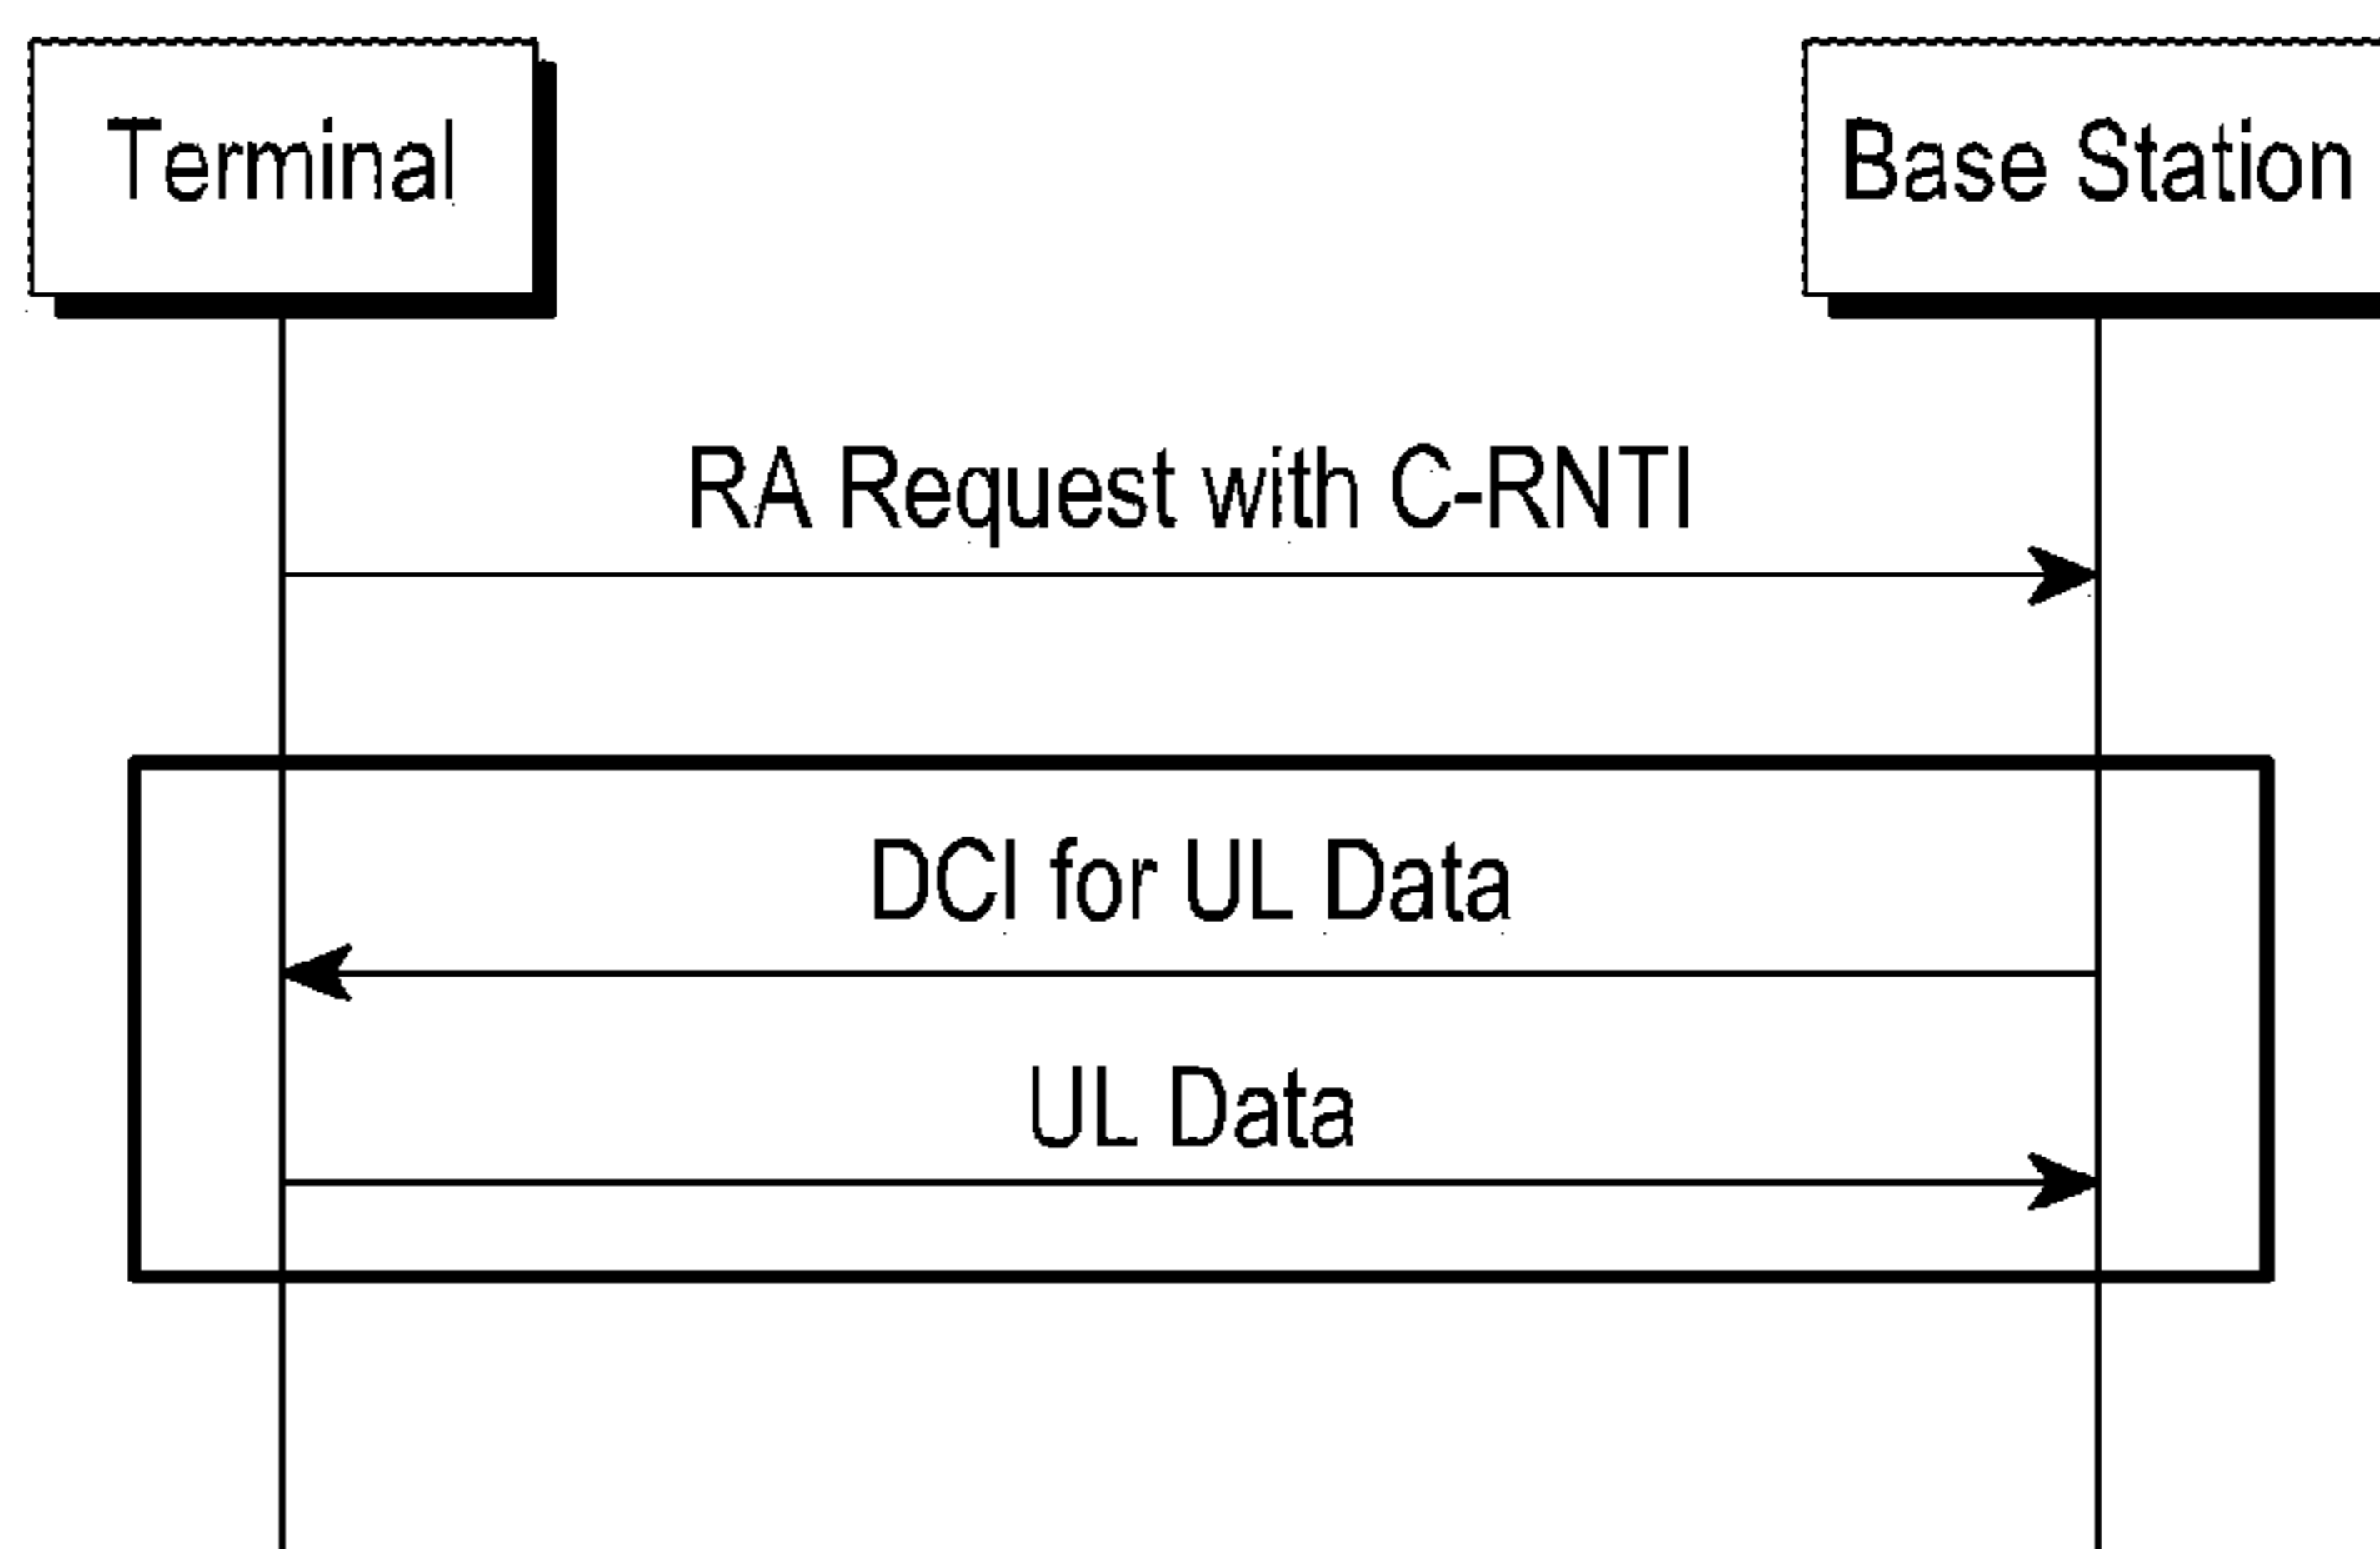 Terminal
Base Station
RA Request with C-RNTI
DCI for UL Data
UL Data